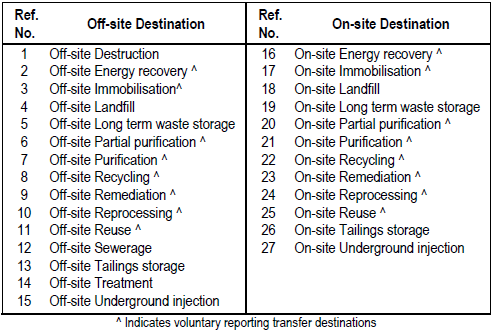 Ref. No. Off-site Destination Ref. No. On-site Destination
1 Off-site Destruction 16 On-site Energy recovery ^
2 Off-site Energy recovery ^ 17 On-site Immobilisation ^
3 Off-site Immobilisation^ 18 On-site Landfill
4 Off-site Landfill 19 On-site Long term waste storage
5 Off-site Long term waste storage 20 On-site Partial purification ^
6 Off-site Partial purification ^ 21 On-site Purification ^
7 Off-site Purification ^ 22 On-site Recycling ^
8 Off-site Recycling ^ 23 On-site Remediation ^
9 Off-site Remediation ^ 24 On-site Reprocessing ^
10 Off-site Reprocessing ^ 25 On-site Reuse ^
11 Off-site Reuse ^ 26 On-site Tailings storage
12 Off-site Sewerage 27 On-site Underground injection
13 Off-site Tailings storage
14 Off-site Treatment
15 Off-site Underground injection
^ Indicates voluntary reporting transfer destinations